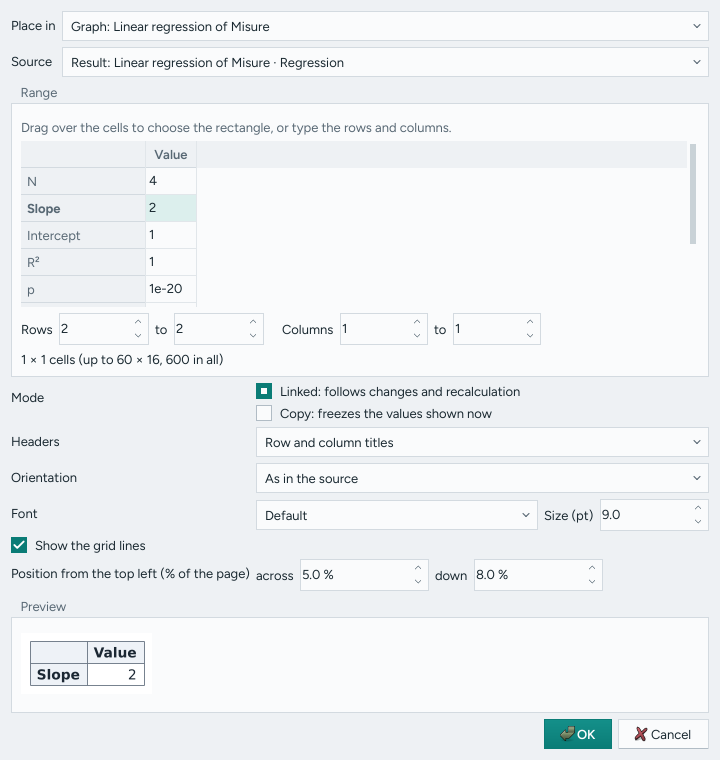 Place in Graph: Linear regression of Misure
Source Result: Linear regression of Misure · Regression
Range
Drag over the cells to choose the rectangle, or type the rows and columns.
Value
N 4
Slope 2
Intercept 1
R² 1
p 1e-20
Rows 2 to 2 Columns 1 to 1
1 × 1 cells (up to 60 × 16, 600 in all)
Mode Linked: follows changes and recalculation
Copy: freezes the values shown now
Headers Row and column titles
Orientation As in the source
Font Default Size (pt) 9.0
Show the grid lines
Position from the top left (% of the page) across 5.0 % down 8.0 %
Preview
Value
Slope 2
OK Cancel